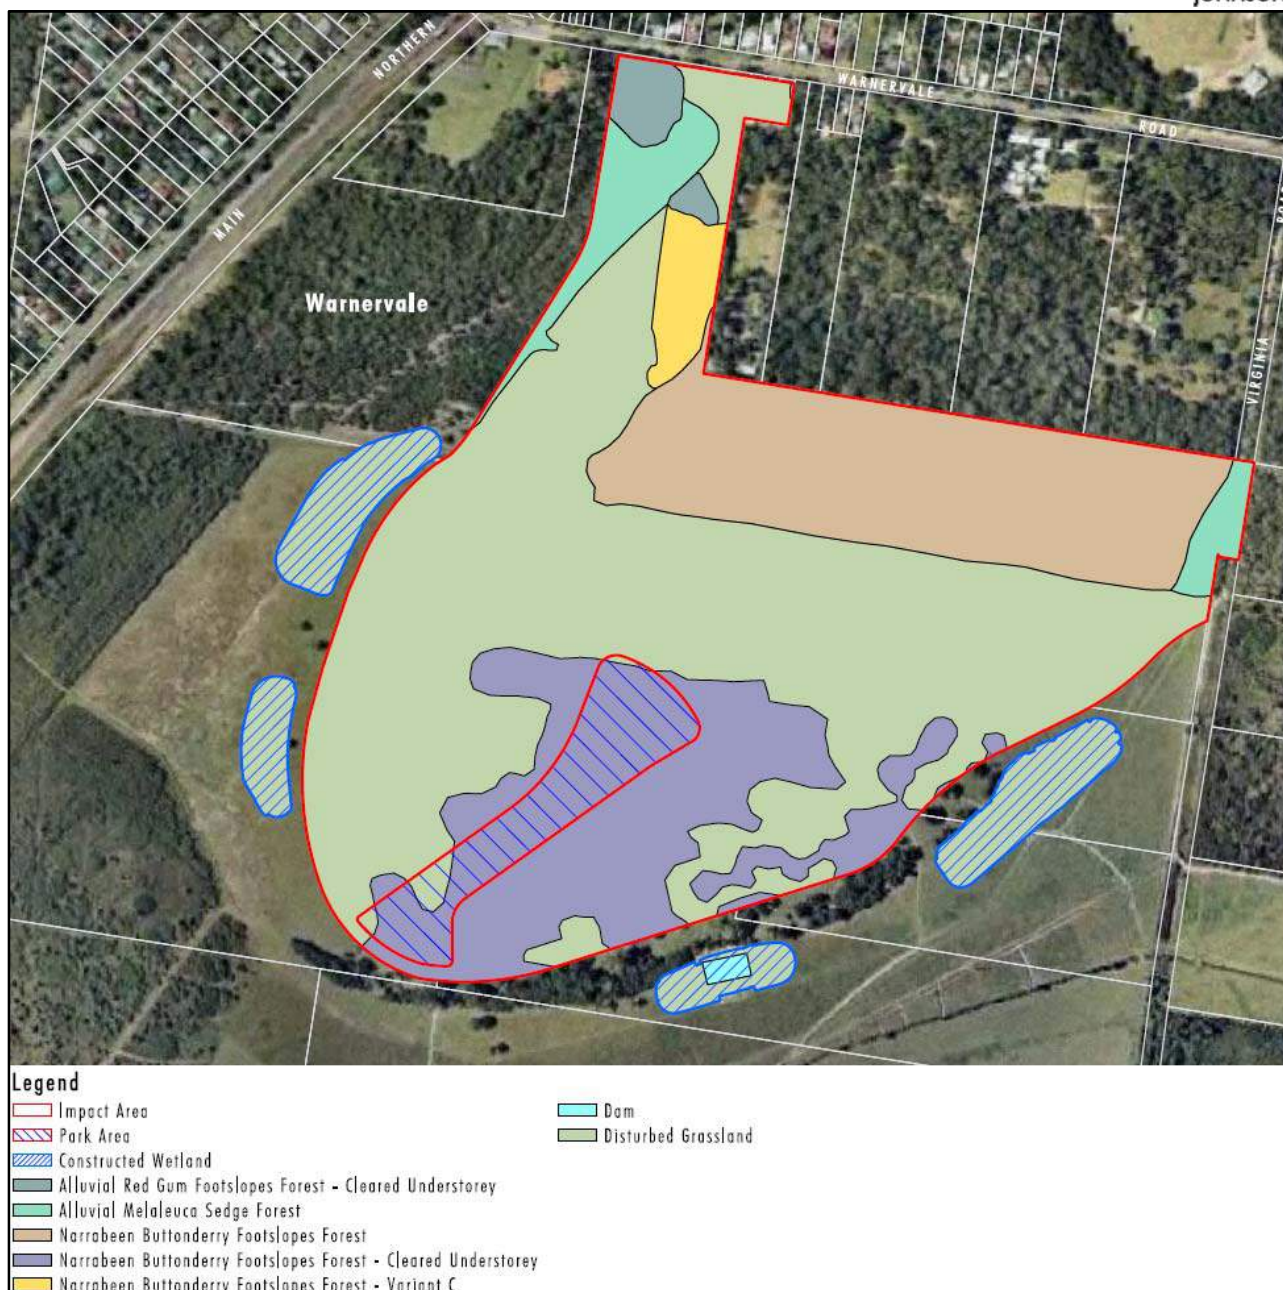 NORTHERN
WARNERVALE
ROAD
MAIN
Warnervale
VIRGINIA
Legend
Impact Area
Park Area
Constructed Wetland
Alluvial Red Gum Footslopes Forest - Cleared Understorey
Alluvial Melaleuca Sedge Forest
Narrabeen Buttonderry Footslopes Forest
Narrabeen Buttonderry Footslopes Forest - Cleared Understorey
Narrabeen Buttonderry Footslopes Forest - Variant C
Dam
Disturbed Grassland